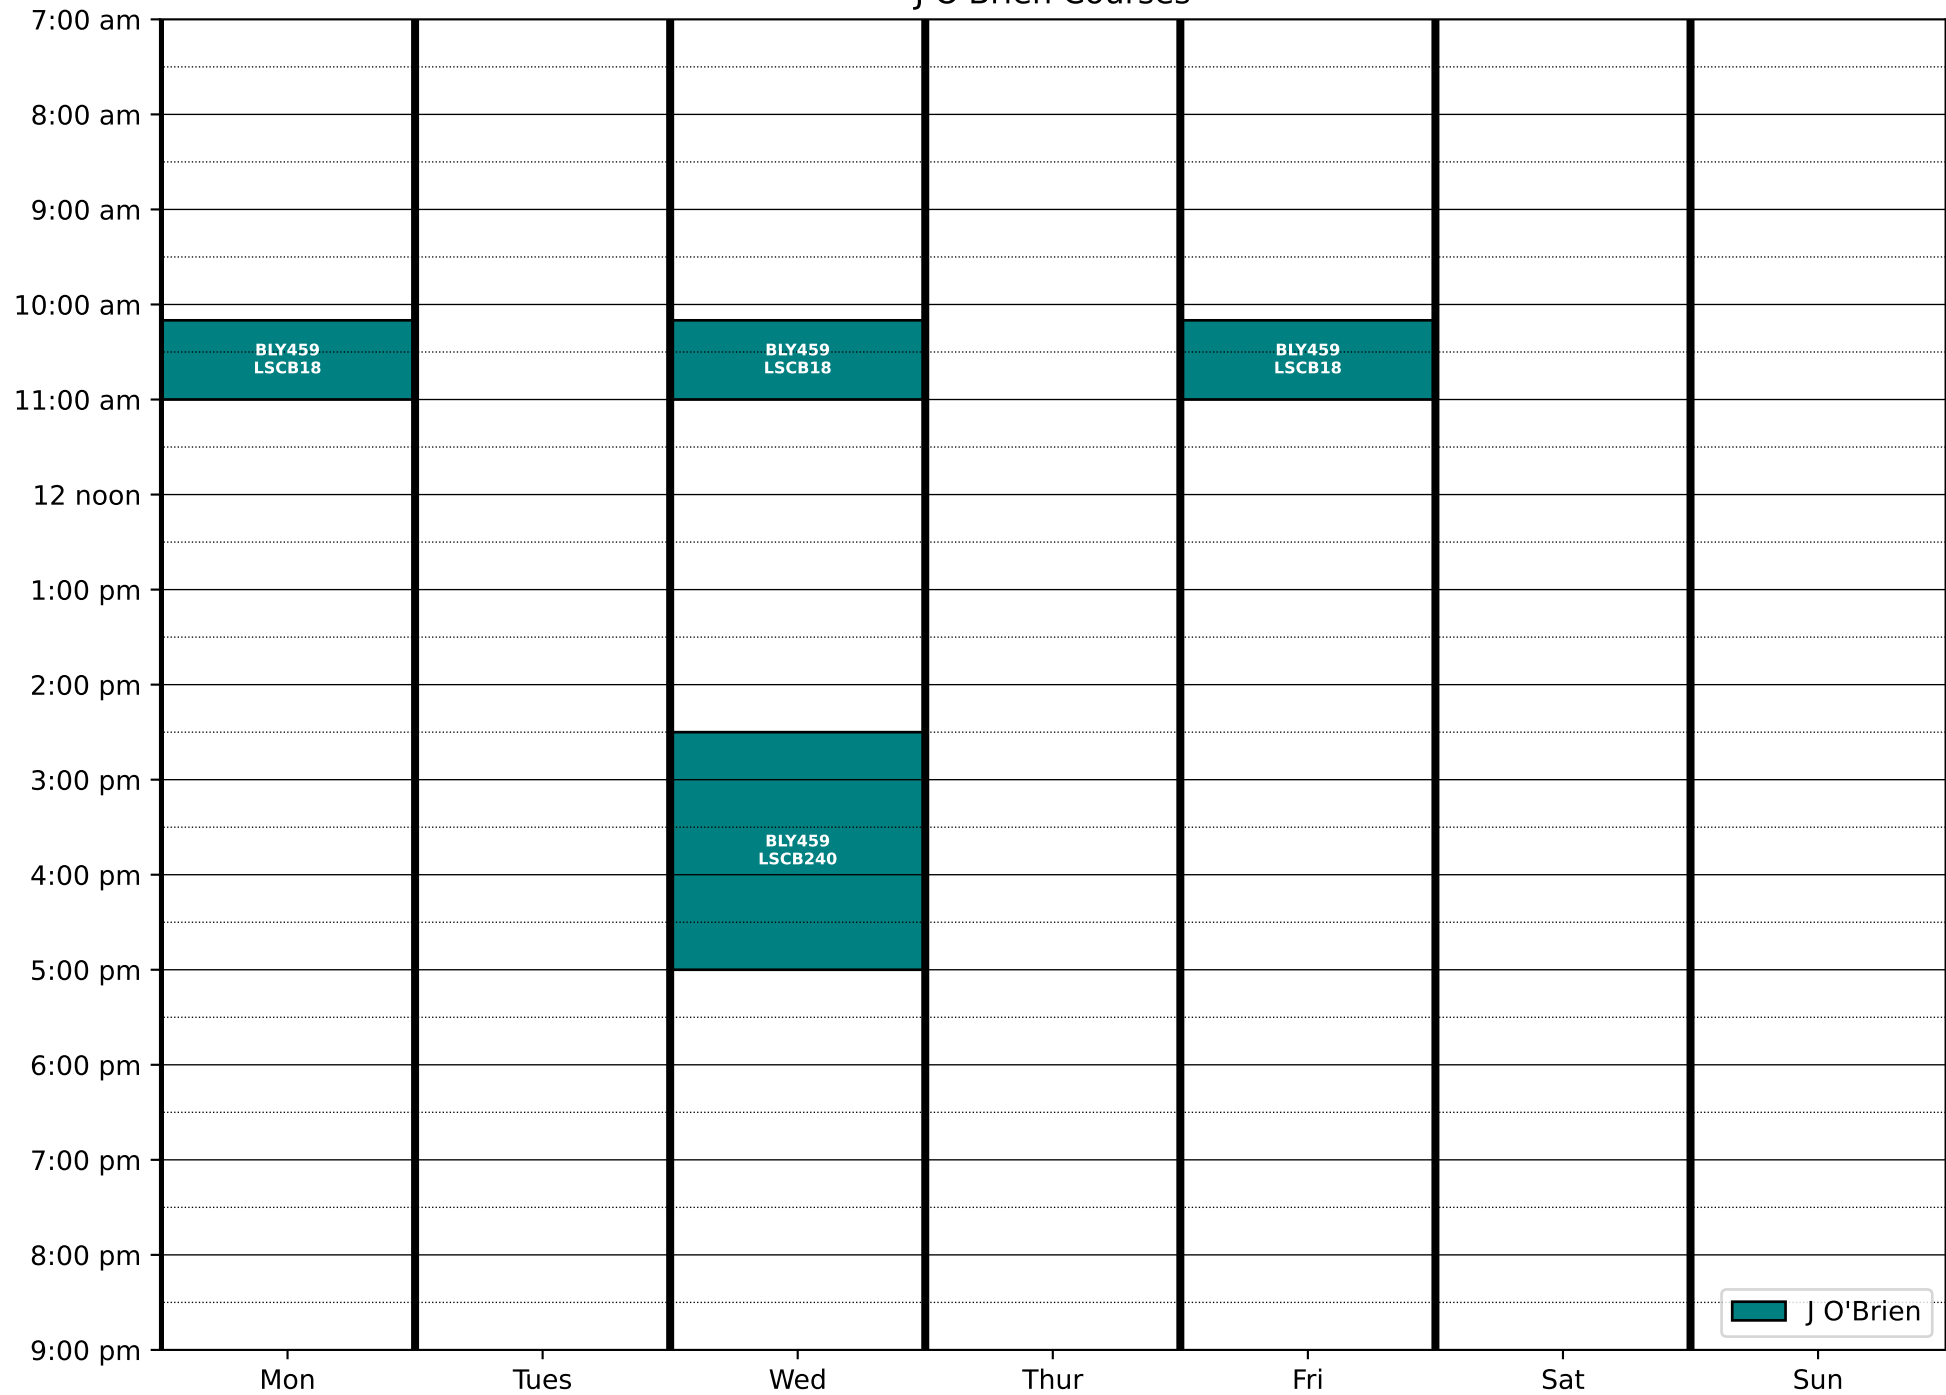 J O'Brien Courses
7:00 am
8:00 am
9:00 am
10:00 am
BLY459
LSCB18
BLY459
LSCB18
BLY459
LSCB18
11:00 am
12 noon
1:00 pm
2:00 pm
3:00 pm
BLY459
LSCB240
4:00 pm
5:00 pm
6:00 pm
7:00 pm
8:00 pm
J O'Brien
9:00 pm
Mon Tues Wed Thur Fri Sat Sun